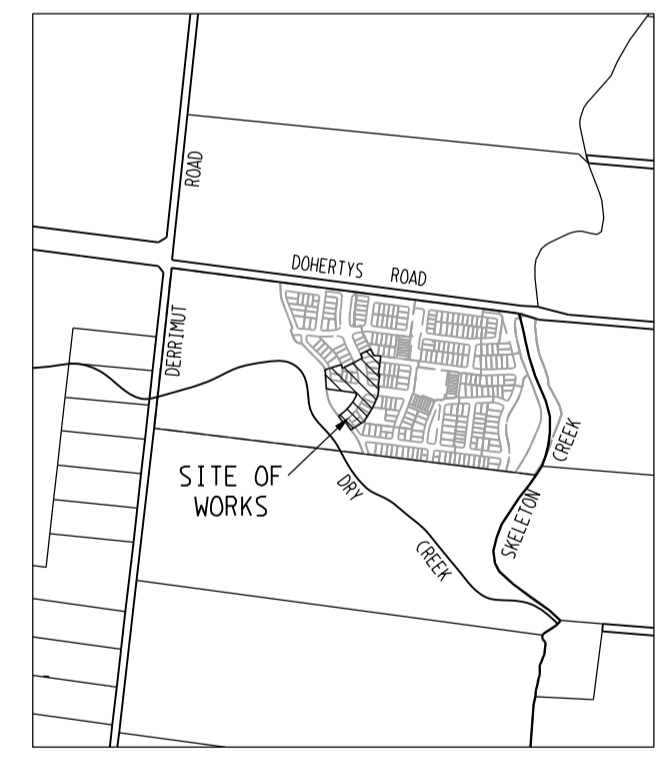 ROAD
DOHERTYS ROAD
DERRIMUT
CREEK
SITE OF
WORKS
DRY
SKELETON
CREEK